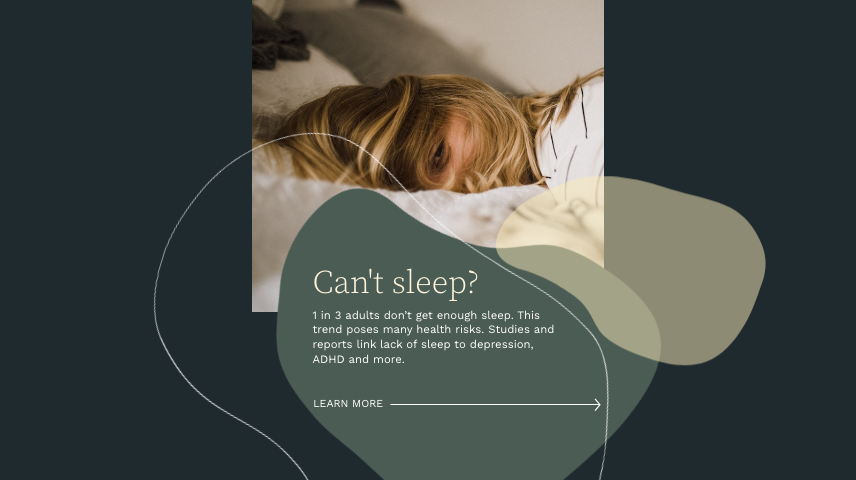 Can't sleep?
1 in 3 adults don’t get enough sleep. This
trend poses many health risks. Studies and
reports link lack of sleep to depression,
ADHD and more.
LEARN MORE